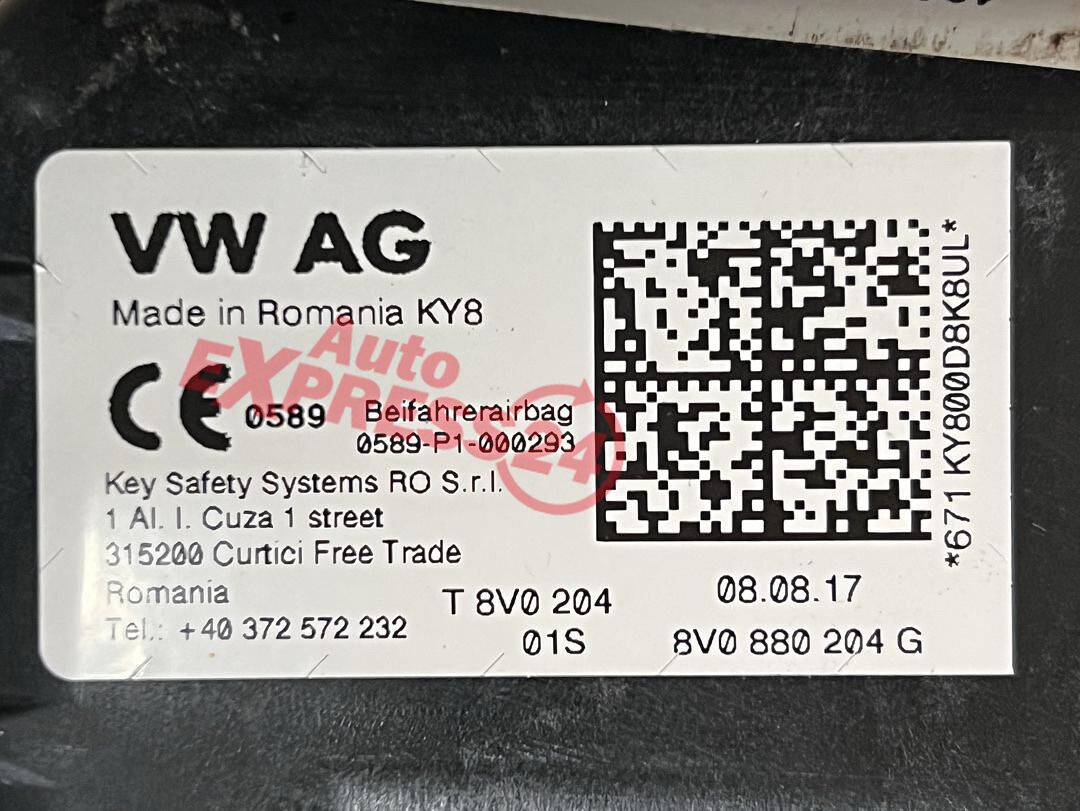 VW AG
Made in Romania KY8
CE 0589
Beifahrerairbag
0589-P1-000293
Key Safety Systems RO S.r.l.
1 Al. I. Cuza 1 street
315200 Curtici Free Trade
Romania
Tel.: +40 372 572 232
T 8V0 204
01S
08.08.17
8V0 880 204 G
*671 KY800D8K8UL*
Auto
EXPRESS24